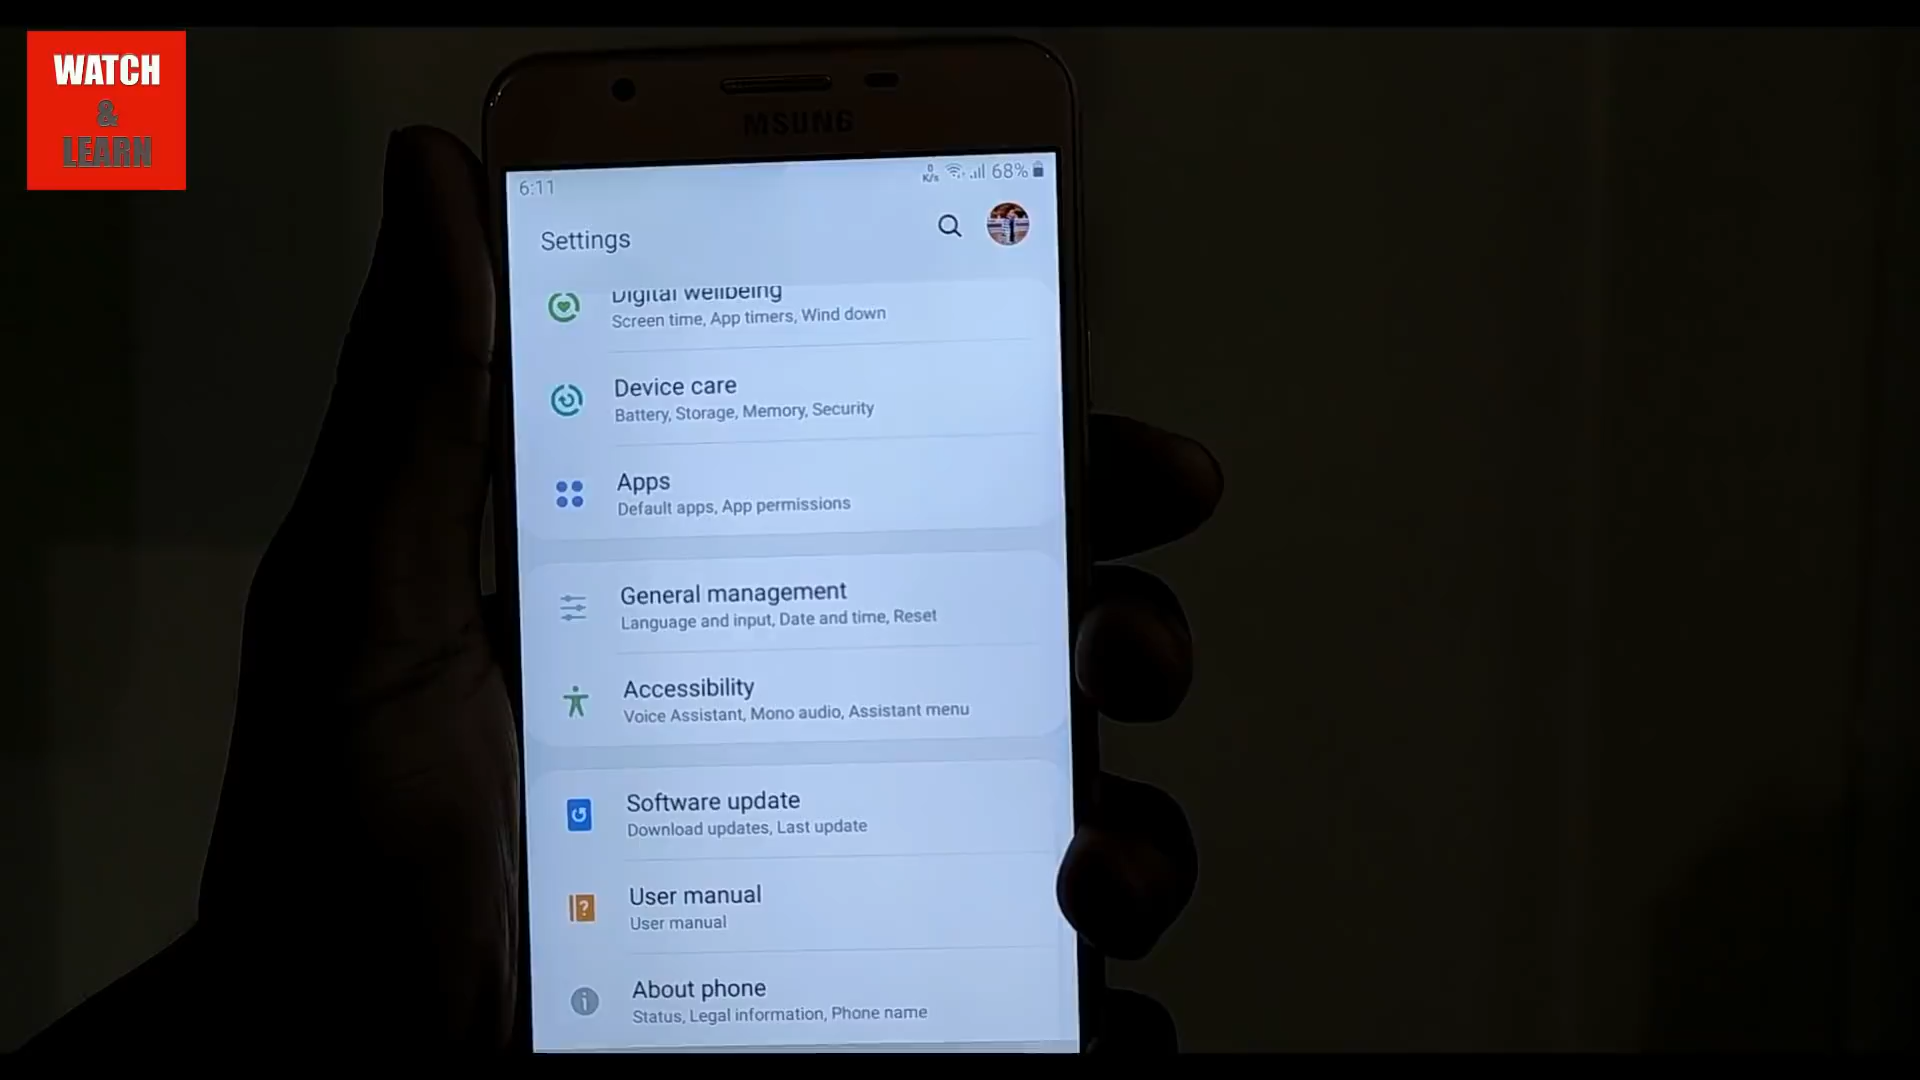 WATCH
&
LEARN
MSUNG
6:11
0
K/s
68%
Settings
Digital wellbeing
Screen time, App timers, Wind down
Device care
Battery, Storage, Memory, Security
Apps
Default apps, App permissions
General management
Language and input, Date and time, Reset
Accessibility
Voice Assistant, Mono audio, Assistant menu
Software update
Download updates, Last update
?
User manual
User manual
About phone
Status, Legal information, Phone name